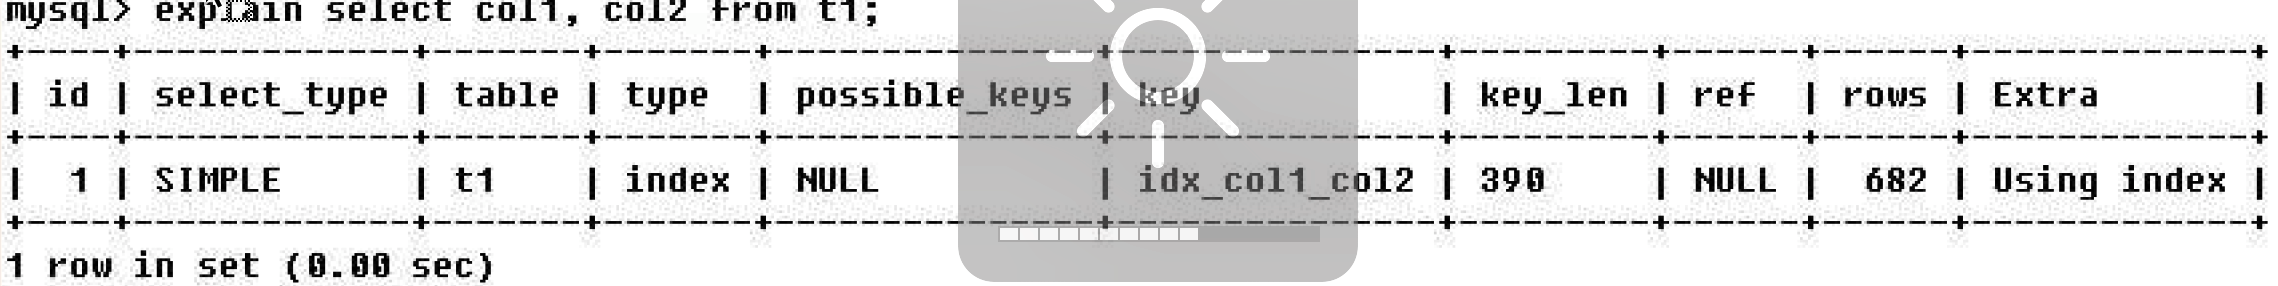 mysql> explain select col1, col2 from t1;
+----+-------------+-------+-------+---------------+---------------+---------+------+------+-------------+
| id | select_type | table | type | possible_keys | key | key_len | ref | rows | Extra |
+----+-------------+-------+-------+---------------+---------------+---------+------+------+-------------+
| 1 | SIMPLE | t1 | index | NULL | idx_col1_col2 | 390 | NULL | 682 | Using index |
+----+-------------+-------+-------+---------------+---------------+---------+------+------+-------------+
1 row in set (0.00 sec)